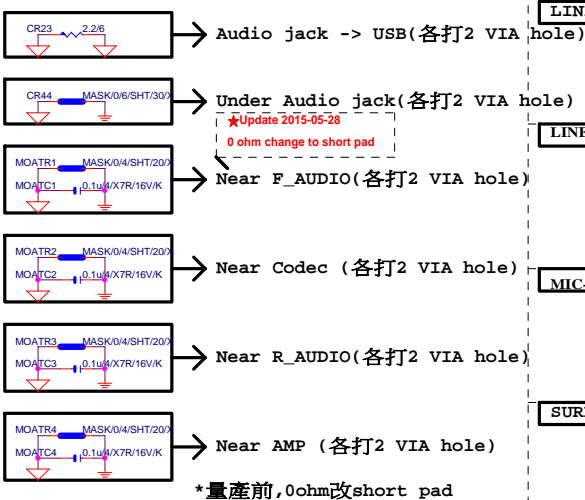 LIN
CR23 2.2/6
Audio jack -> USB(各打2 VIA hole)
CR44 MASK/0/6/SHT/30/X
Under Audio jack(各打2 VIA hole)
★Update 2015-05-28
0 ohm change to short pad
LINE
MOATR1 MASK/0/4/SHT/20/X
MOATC1 0.1u/4/X7R/16V/K
Near F_AUDIO(各打2 VIA hole)
MOATR2 MASK/0/4/SHT/20/X
MOATC2 0.1u/4/X7R/16V/K
Near Codec (各打2 VIA hole)
MIC-
MOATR3 MASK/0/4/SHT/20/X
MOATC3 0.1u/4/X7R/16V/K
Near R_AUDIO(各打2 VIA hole)
SURR
MOATR4 MASK/0/4/SHT/20/X
MOATC4 0.1u/4/X7R/16V/K
Near AMP (各打2 VIA hole)
*量產前,0ohm改short pad